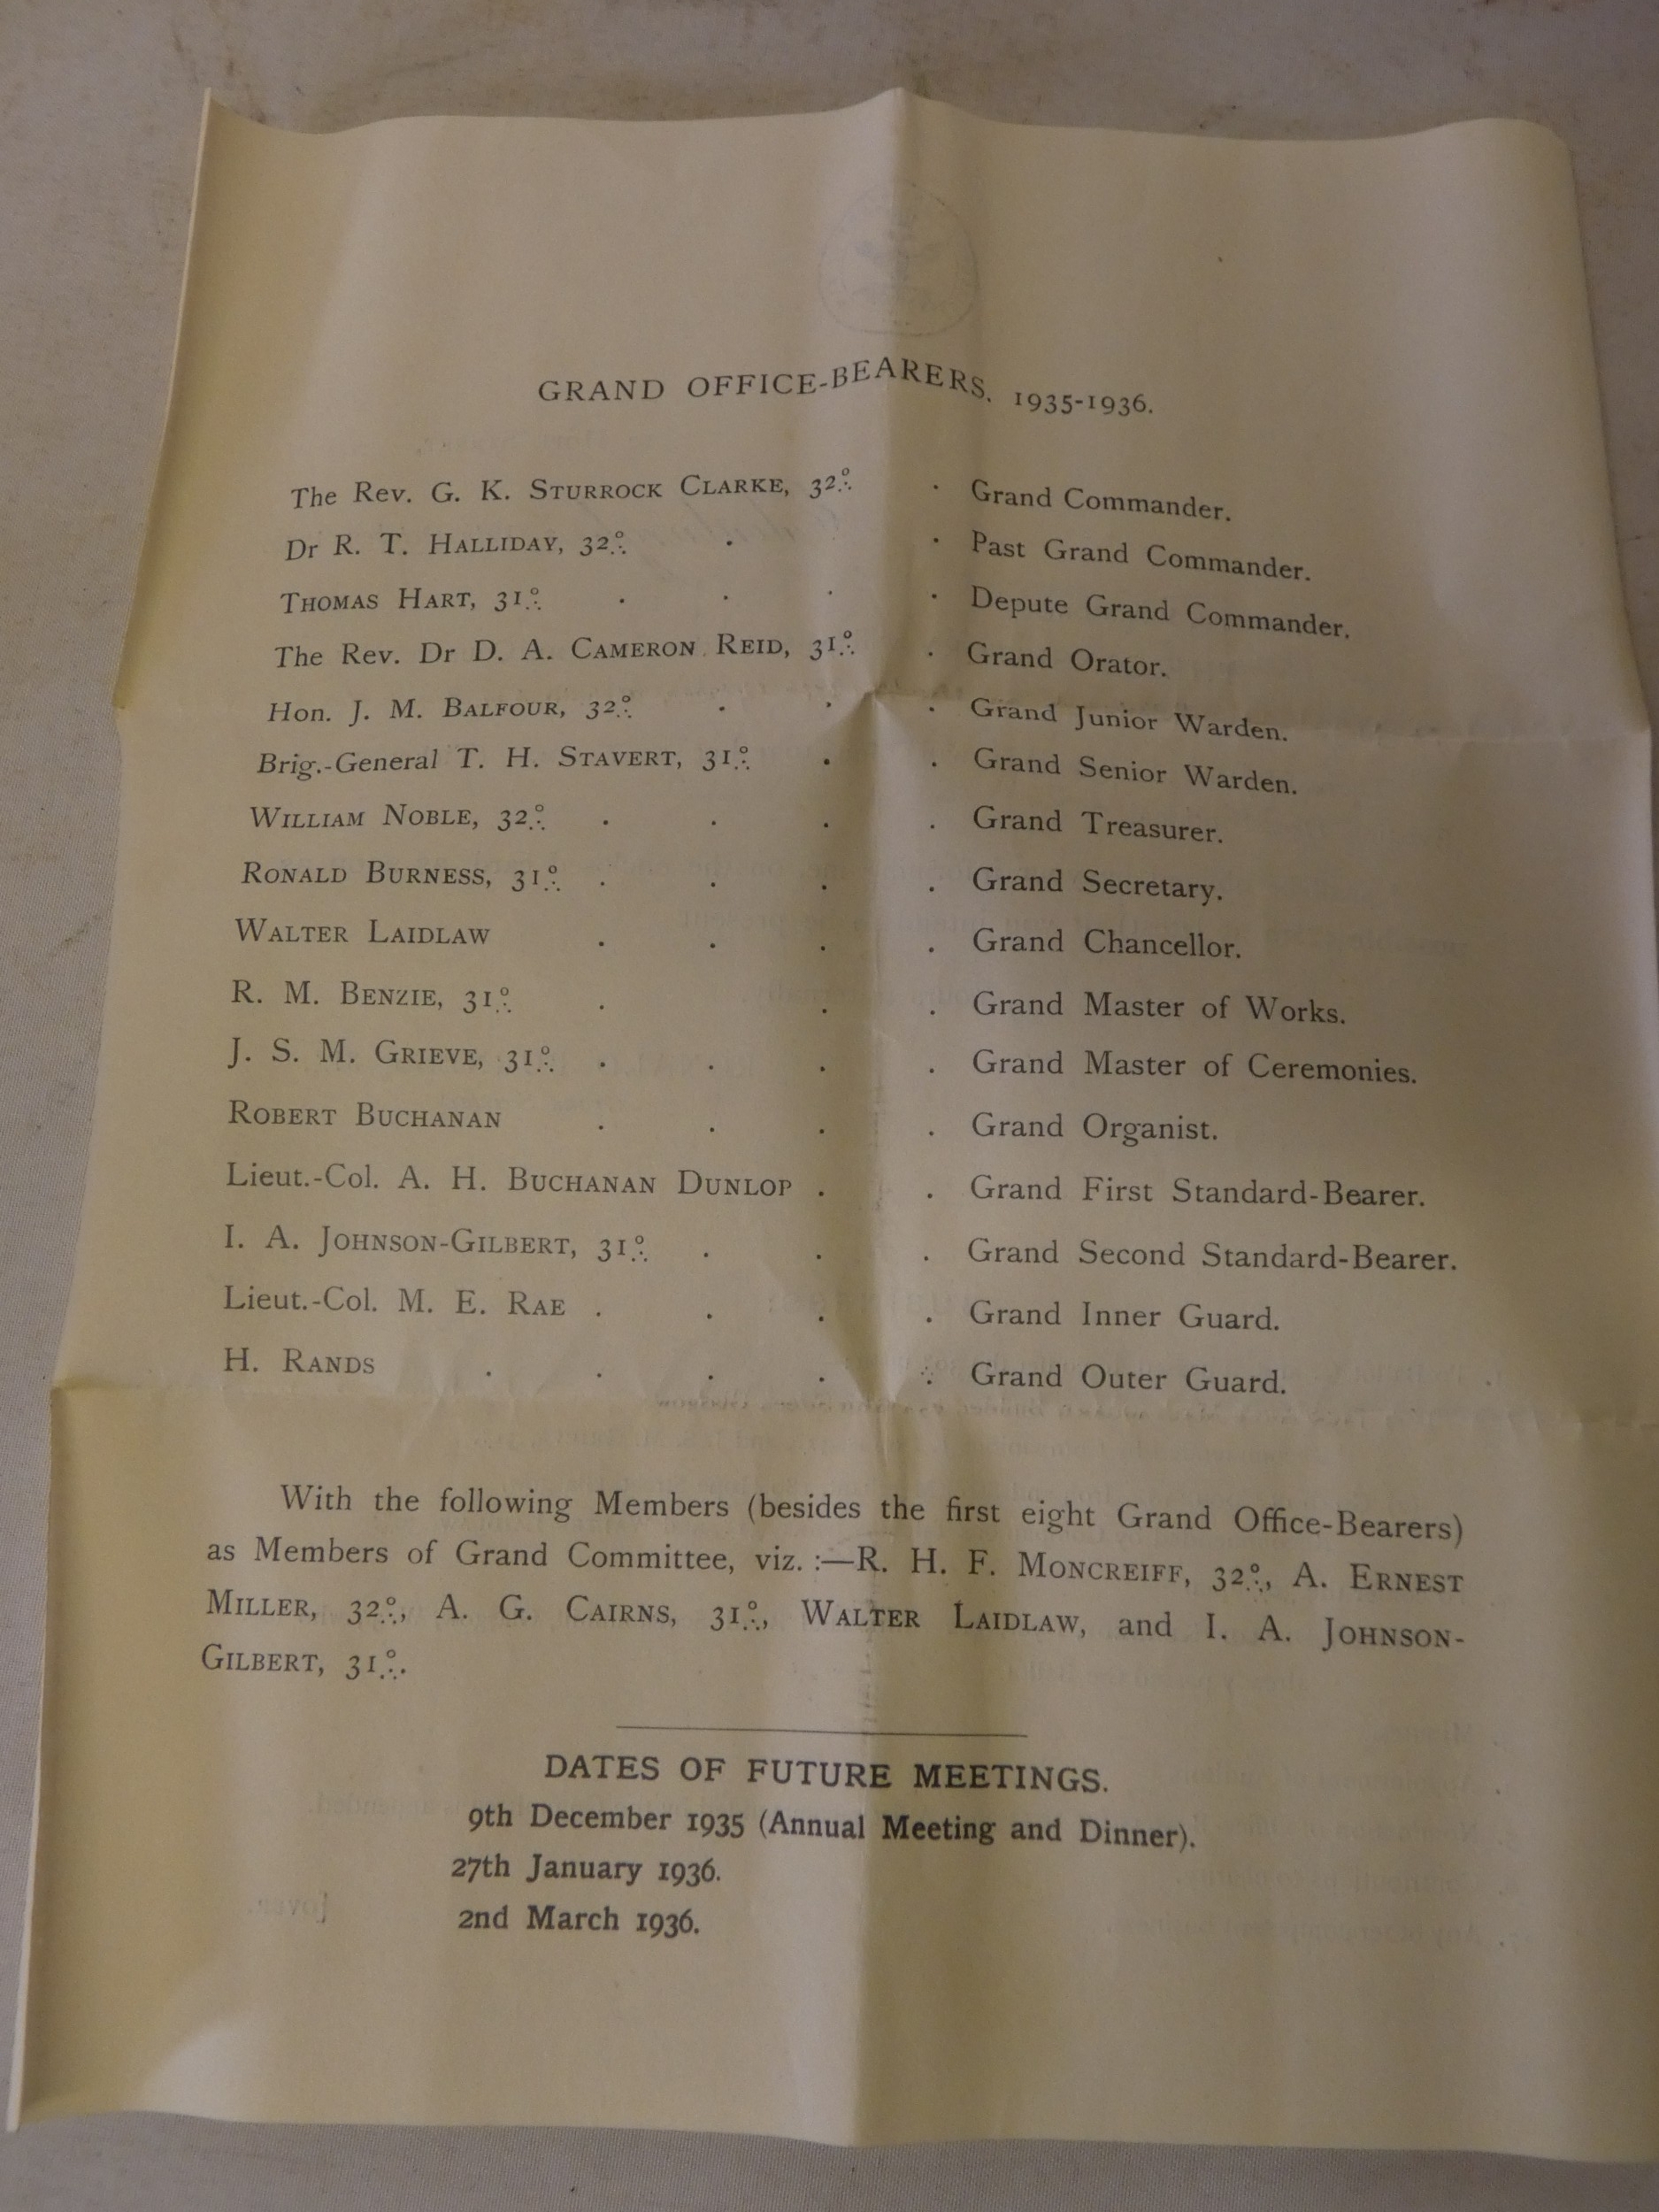 GRAND OFFICE-BEARERS, 1935-1936.
The Rev. G. K. STURROCK CLARKE, 32°∴ . Grand Commander.
Dr R. T. HALLIDAY, 32°∴ . . Past Grand Commander.
THOMAS HART, 31°∴ . . . . Depute Grand Commander.
The Rev. Dr D. A. CAMERON REID, 31°∴ . Grand Orator.
Hon. J. M. BALFOUR, 32°∴ . . . Grand Junior Warden.
Brig.-General T. H. STAVERT, 31°∴ . . Grand Senior Warden.
WILLIAM NOBLE, 32°∴ . . . . Grand Treasurer.
RONALD BURNESS, 31°∴ . . . . Grand Secretary.
WALTER LAIDLAW . . . . Grand Chancellor.
R. M. BENZIE, 31°∴ . . . Grand Master of Works.
J. S. M. GRIEVE, 31°∴ . . . . Grand Master of Ceremonies.
ROBERT BUCHANAN . . . . Grand Organist.
Lieut.-Col. A. H. BUCHANAN DUNLOP . . Grand First Standard-Bearer.
I. A. JOHNSON-GILBERT, 31°∴ . . . Grand Second Standard-Bearer.
Lieut.-Col. M. E. RAE . . . . Grand Inner Guard.
H. RANDS . . . . . Grand Outer Guard.
With the following Members (besides the first eight Grand Office-Bearers)
as Members of Grand Committee, viz. :—R. H. F. MONCREIFF, 32°∴, A. ERNEST
MILLER, 32°∴, A. G. CAIRNS, 31°∴, WALTER LAIDLAW, and I. A. JOHNSON-
GILBERT, 31°∴.
DATES OF FUTURE MEETINGS.
9th December 1935 (Annual Meeting and Dinner).
27th January 1936.
2nd March 1936.